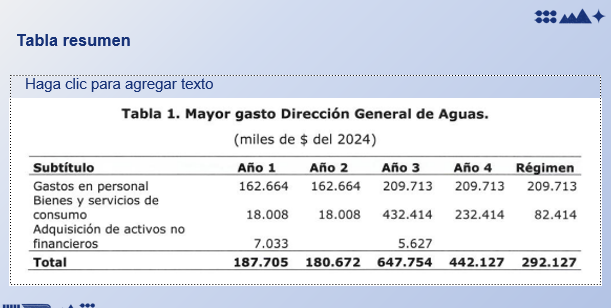 Tabla resumen
Haga clic para agregar texto
Tabla 1. Mayor gasto Dirección General de Aguas.
(miles de $ del 2024)
Subtítulo Año 1 Año 2 Año 3 Año 4 Régimen
Gastos en personal 162.664 162.664 209.713 209.713 209.713
Bienes y servicios de
consumo 18.008 18.008 432.414 232.414 82.414
Adquisición de activos no
financieros 7.033 5.627
Total 187.705 180.672 647.754 442.127 292.127